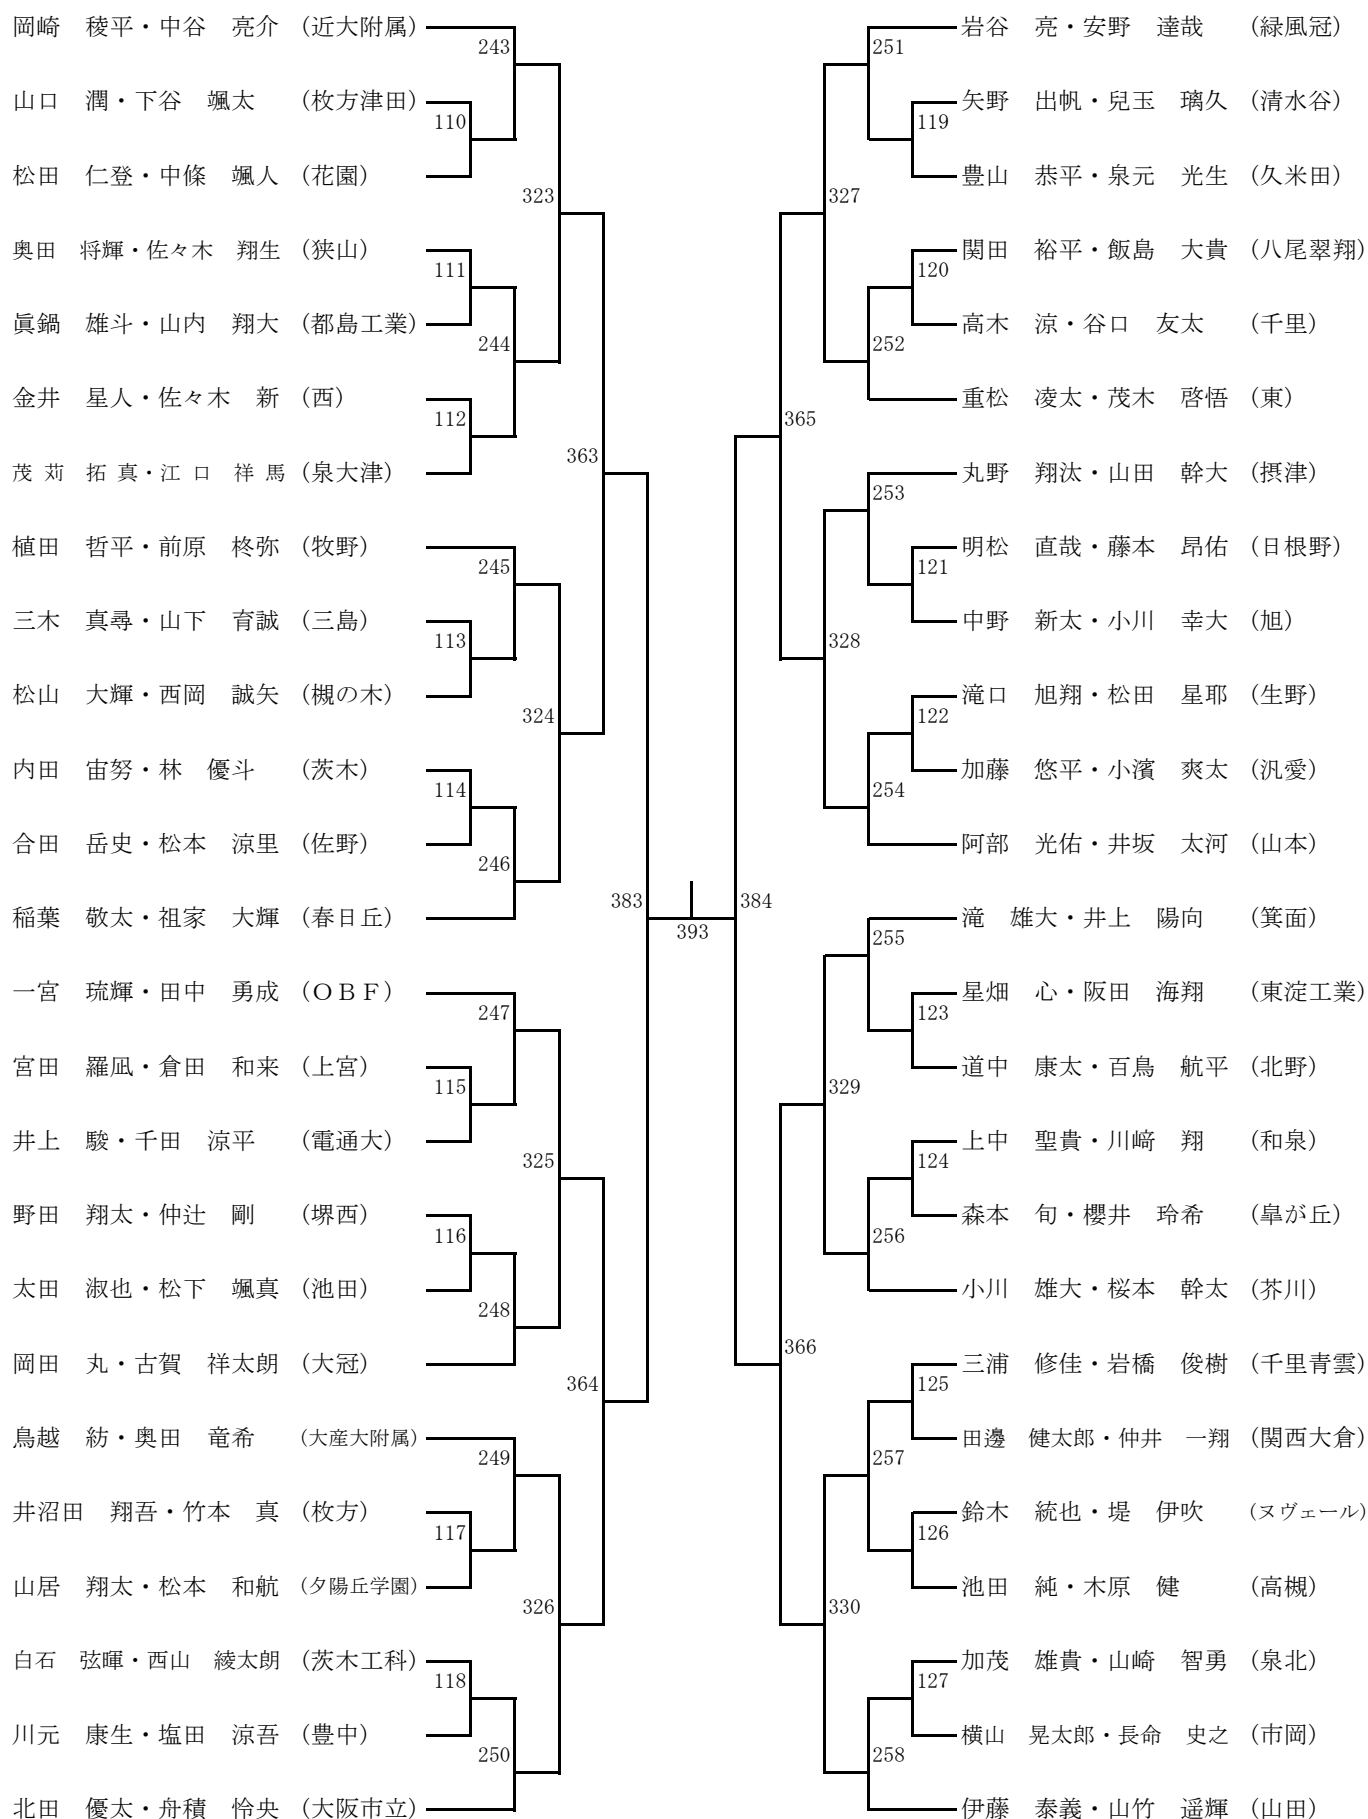 岡崎　稜平・中谷　亮介（近大附属）
243
山口　潤・下谷　颯太　（枚方津田）
110
松田　仁登・中條　颯人（花園）
323
奥田　将輝・佐々木　翔生（狭山）
111
眞鍋　雄斗・山内　翔大（都島工業）
244
金井　星人・佐々木　新（西）
112
363
茂苅　拓真・江口　祥馬（泉大津）
植田　哲平・前原　柊弥（牧野）
245
三木　真尋・山下　育誠（三島）
113
松山　大輝・西岡　誠矢（槻の木）
324
内田　宙努・林　優斗　（茨木）
114
合田　岳史・松本　涼里（佐野）
246
383
稲葉　敬太・祖家　大輝（春日丘）
393
一宮　琉輝・田中　勇成（ＯＢＦ）
247
宮田　羅凪・倉田　和来（上宮）
115
井上　駿・千田　涼平　（電通大）
325
野田　翔太・仲辻　剛　（堺西）
116
太田　淑也・松下　颯真（池田）
248
岡田　丸・古賀　祥太朗（大冠）
364
鳥越　紡・奥田　竜希　（大産大附属）
249
井沼田　翔吾・竹本　真（枚方）
117
山居　翔太・松本　和航（夕陽丘学園）
326
白石　弦暉・西山　綾太朗（茨木工科）
118
川元　康生・塩田　涼吾（豊中）
250
北田　優太・舟積　怜央（大阪市立）
岩谷　亮・安野　達哉　（緑風冠）
251
矢野　出帆・兒玉　璃久（清水谷）
119
豊山　恭平・泉元　光生（久米田）
327
関田　裕平・飯島　大貴（八尾翠翔）
120
高木　涼・谷口　友太　（千里）
252
重松　凌太・茂木　啓悟（東）
365
丸野　翔汰・山田　幹大（摂津）
253
明松　直哉・藤本　昂佑（日根野）
121
中野　新太・小川　幸大（旭）
328
滝口　旭翔・松田　星耶（生野）
122
加藤　悠平・小濱　爽太（汎愛）
254
阿部　光佑・井坂　太河（山本）
384
滝　雄大・井上　陽向　（箕面）
255
星畑　心・阪田　海翔　（東淀工業）
123
道中　康太・百鳥　航平（北野）
329
上中　聖貴・川﨑　翔　（和泉）
124
森本　旬・櫻井　玲希　（皐が丘）
256
小川　雄大・桜本　幹太（芥川）
366
三浦　修佳・岩橋　俊樹（千里青雲）
125
田邊　健太郎・仲井　一翔（関西大倉）
257
鈴木　統也・堤　伊吹　（ヌヴェール）
126
池田　純・木原　健　（高槻）
330
加茂　雄貴・山崎　智勇（泉北）
127
横山　晃太郎・長命　史之（市岡）
258
伊藤　泰義・山竹　遥輝（山田）